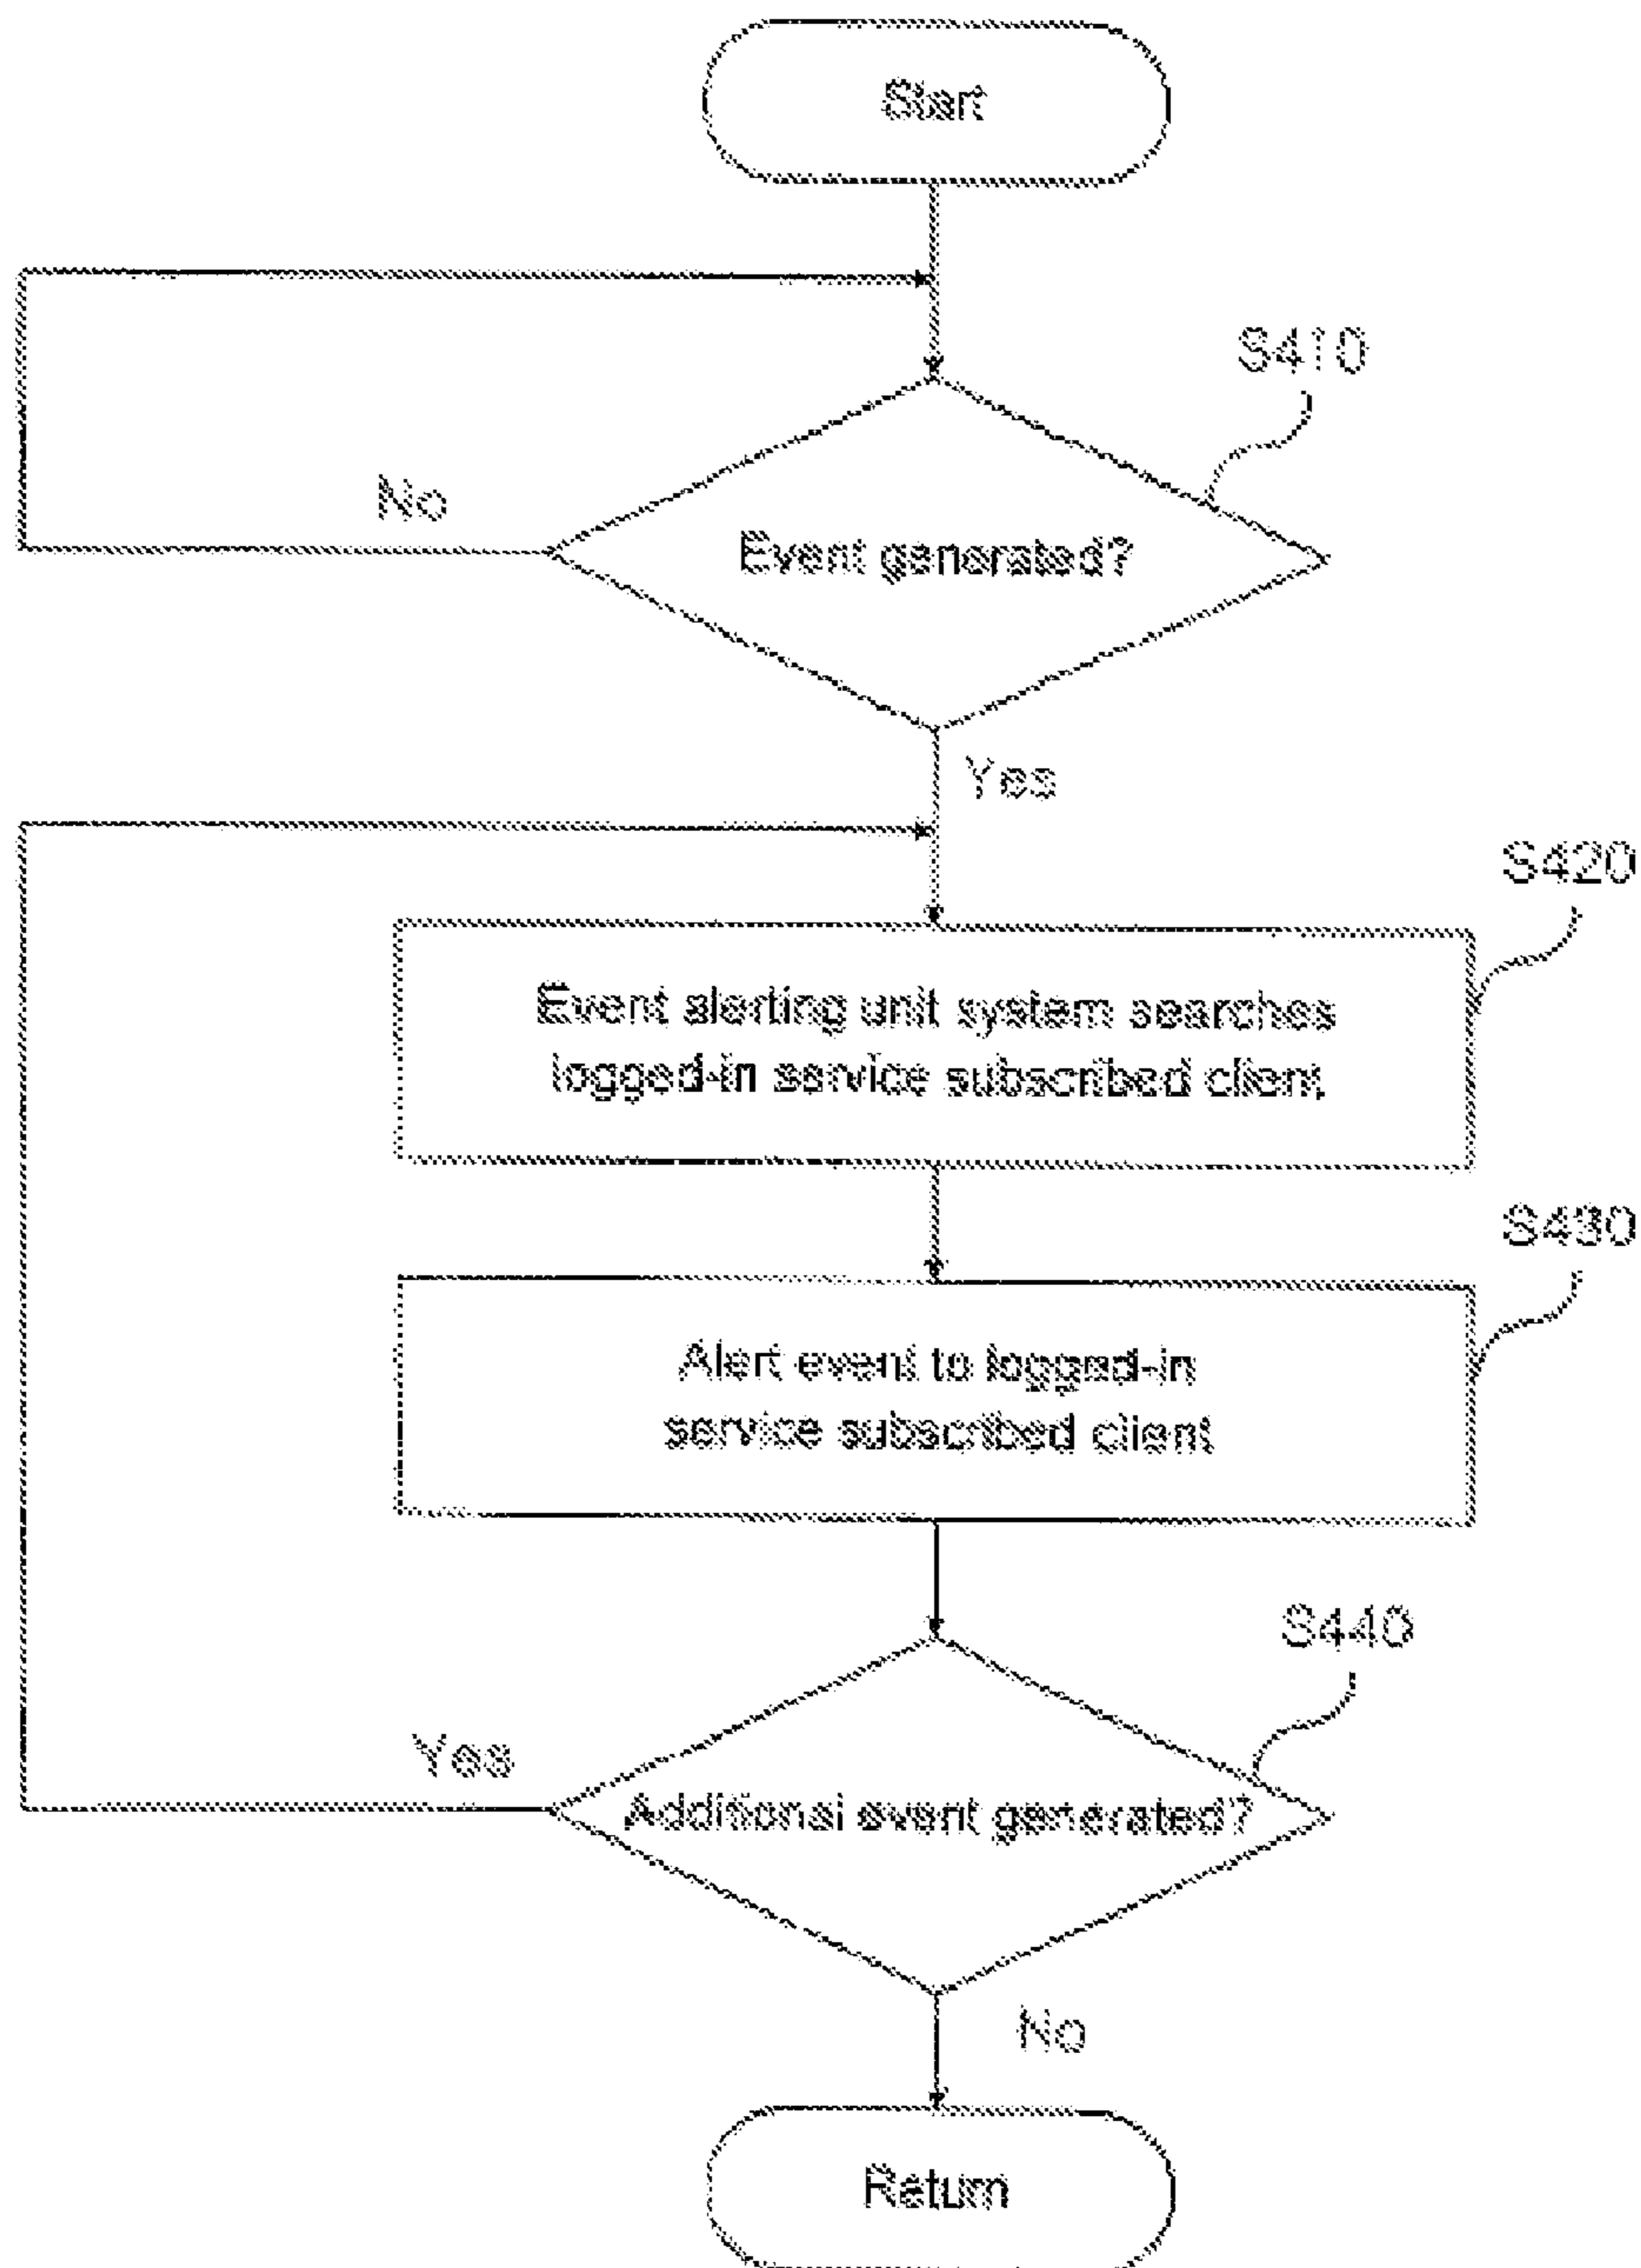 Start
S410
No
Event generated?
Yes
S420
Event alerting unit system searches
logged-in service subscribed client
S430
Alert event to logged-in
service subscribed client
S440
Yes
Additional event generated?
No
Return